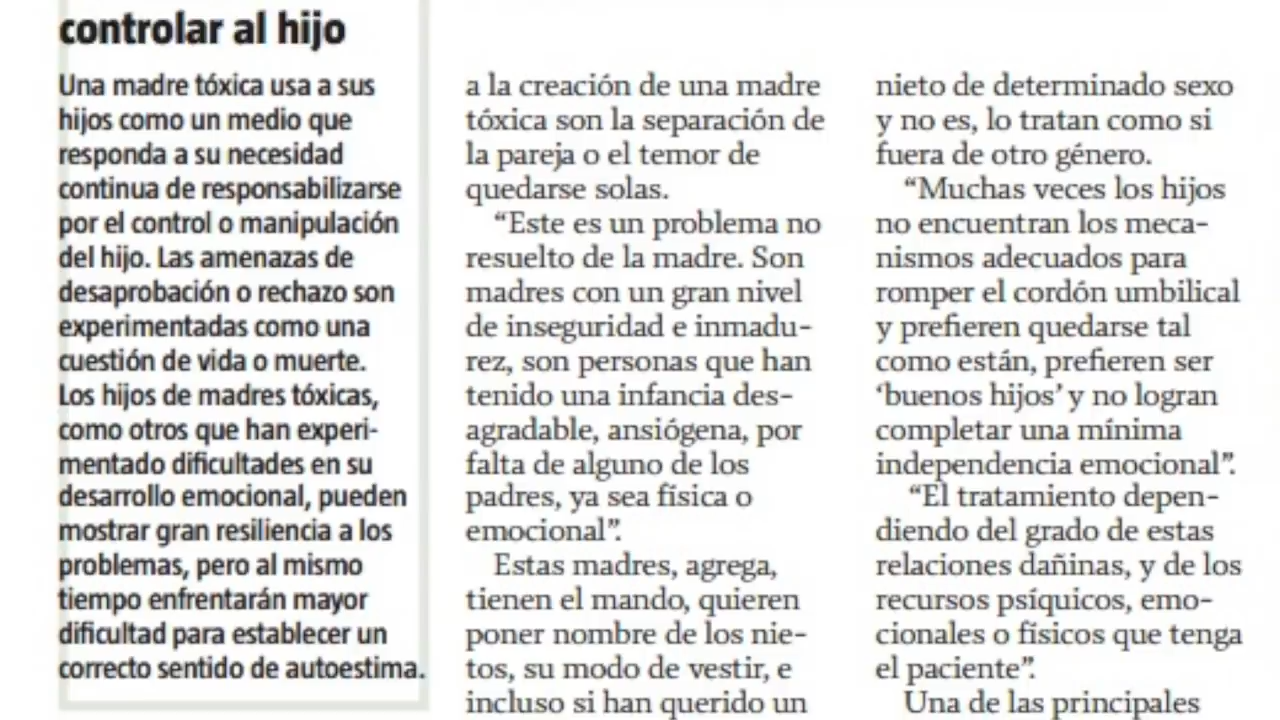 controlar al hijo
Una madre tóxica usa a sus
hijos como un medio que
responda a su necesidad
continua de responsabilizarse
por el control o manipulación
del hijo. Las amenazas de
desaprobación o rechazo son
experimentadas como una
cuestión de vida o muerte.
Los hijos de madres tóxicas,
como otros que han experi-
mentado dificultades en su
desarrollo emocional, pueden
mostrar gran resiliencia a los
problemas, pero al mismo
tiempo enfrentarán mayor
dificultad para establecer un
correcto sentido de autoestima.
a la creación de una madre
tóxica son la separación de
la pareja o el temor de
quedarse solas.
“Este es un problema no
resuelto de la madre. Son
madres con un gran nivel
de inseguridad e inmadu-
rez, son personas que han
tenido una infancia des-
agradable, ansiógena, por
falta de alguno de los
padres, ya sea física o
emocional”.
Estas madres, agrega,
tienen el mando, quieren
poner nombre de los nie-
tos, su modo de vestir, e
incluso si han querido un
nieto de determinado sexo
y no es, lo tratan como si
fuera de otro género.
“Muchas veces los hijos
no encuentran los meca-
nismos adecuados para
romper el cordón umbilical
y prefieren quedarse tal
como están, prefieren ser
‘buenos hijos’ y no logran
completar una mínima
independencia emocional”.
“El tratamiento depen-
diendo del grado de estas
relaciones dañinas, y de los
recursos psíquicos, emo-
cionales o físicos que tenga
el paciente”.
Una de las principales